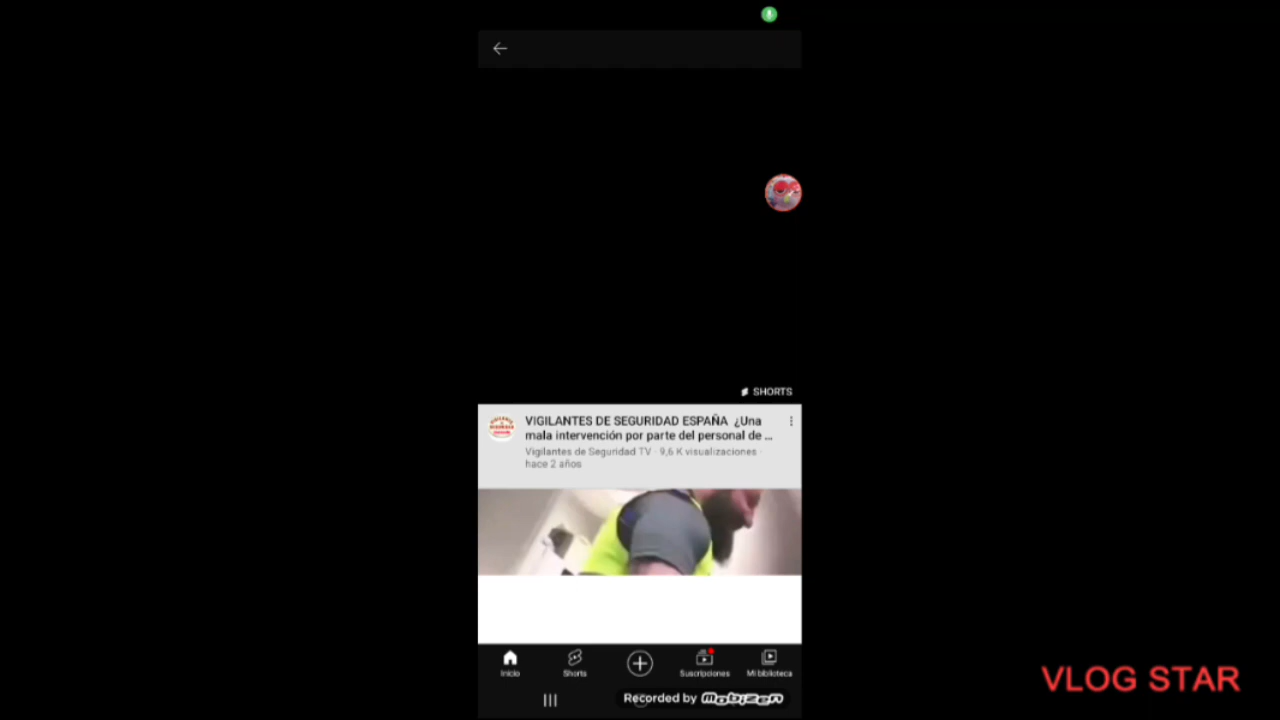 SHORTS
VIGILANTES DE SEGURIDAD ESPAÑA ¿Una
mala intervención por parte del personal de ...
Vigilantes de Seguridad TV · 9,6 K visualizaciones ·
hace 2 años
Inicio
Shorts
Suscripciones
Mi biblioteca
Recorded by Mobizen
VLOG STAR